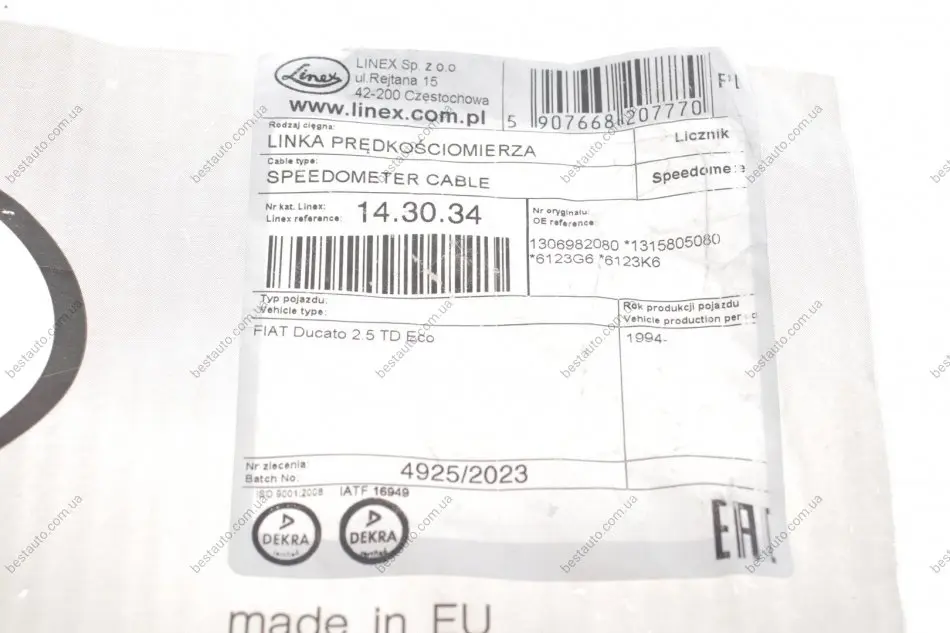 Linex
LINEX Sp. z o.o
ul.Rejtana 15
42-200 Częstochowa
www.linex.com.pl
5 907668 207770
Rodzaj cięgna:
LINKA PRĘDKOŚCIOMIERZA
Licznik
Cable type:
SPEEDOMETER CABLE
Nr kat. Linex:
Linex reference:
14.30.34
Nr oryginału:
OE reference
1306982080 *1315805080
*6123G6 *6123K6
Typ pojazdu:
Vehicle type:
FIAT Ducato 2.5 TD Eco
Rok produkcji pojazdu
Vehicle production
1994-
Nr zlecenia:
Batch No:
4925/2023
ISO 9001:2008
IATF 16949
DEKRA
DEKRA
EAC
made in EU
bestauto.com.ua